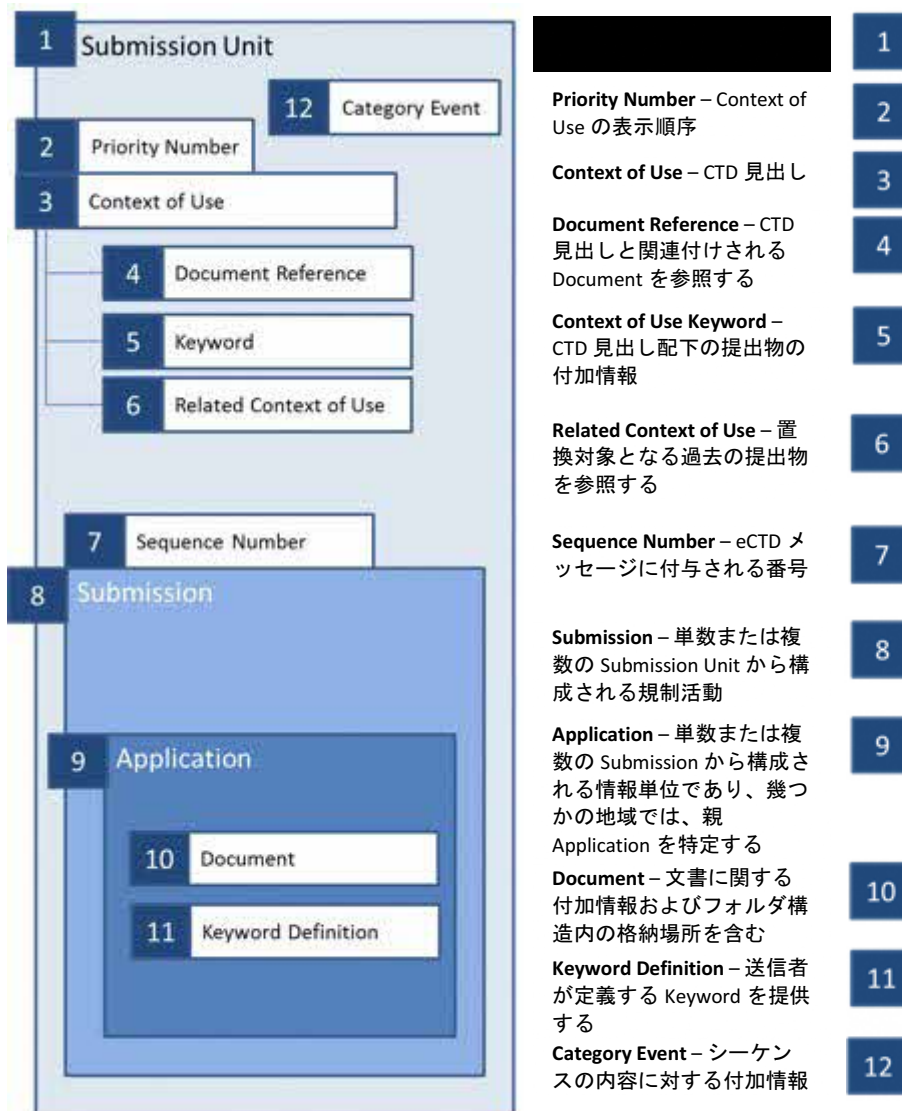 1 Submission Unit
12 Category Event
2 Priority Number
3 Context of Use
4 Document Reference
5 Keyword
6 Related Context of Use
7 Sequence Number
8 Submission
9 Application
10 Document
11 Keyword Definition
1
Priority Number – Context of
Use の表示順序
2
Context of Use – CTD 見出し
3
Document Reference – CTD
見出しと関連付けされる
Document を参照する
4
Context of Use Keyword –
CTD 見出し配下の提出物の
付加情報
5
Related Context of Use – 置
換対象となる過去の提出物
を参照する
6
Sequence Number – eCTD メ
ッセージに付与される番号
7
Submission – 単数または複
数の Submission Unit から構
成される規制活動
8
Application – 単数または複
数の Submission から構成さ
れる情報単位であり、幾つ
かの地域では、親
Application を特定する
9
Document – 文書に関する
付加情報およびフォルダ構
造内の格納場所を含む
10
Keyword Definition – 送信者
が定義する Keyword を提供
する
11
Category Event – シーケン
スの内容に対する付加情報
12